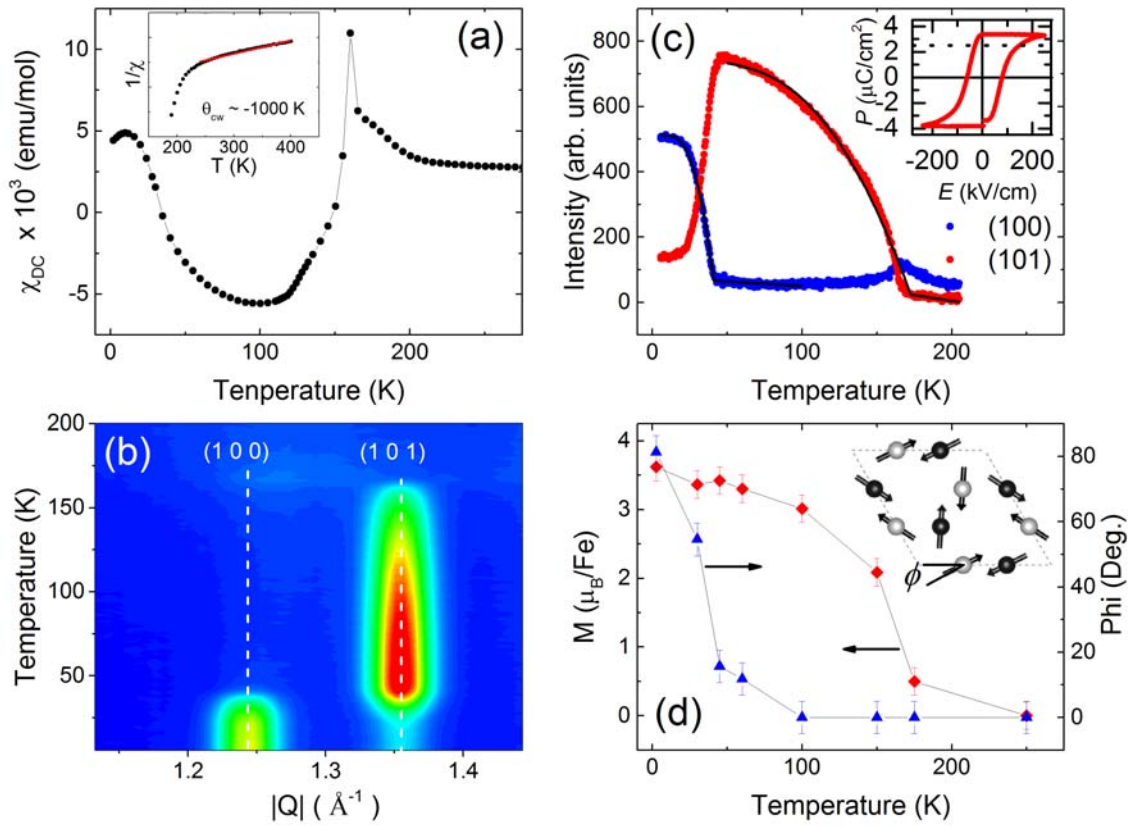 (a)
χDC x 10³ (emu/mol)
10
5
0
-5
0
100
200
Tenperature (K)
1/χ
θcw ~ -1000 K
200
300
400
T (K)
(c)
Intensity (arb. units)
800
600
400
200
0
0
100
200
Temperature (K)
P (μC/cm²)
4
2
0
-2
-4
-200
0
200
E (kV/cm)
(100)
(101)
(b)
(1 0 0)
(1 0 1)
Temperature (K)
200
150
100
50
1.2
1.3
1.4
|Q| ( Å⁻¹)
(d)
M (μB/Fe)
4
3
2
1
0
0
100
200
Temperature (K)
80
60
40
20
0
Phi (Deg.)
ϕ